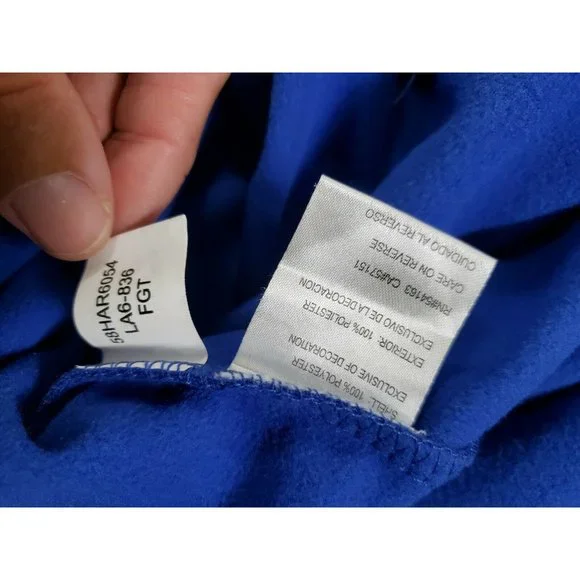 58HAR6054
LA6-836
FGT
SHELL: 100% POLYESTER
EXCLUSIVE OF DECORATION
EXTERIOR: 100% POLIÉSTER
EXCLUSIVO DE LA DECORACION
RN#54163 CA#57151
CARE ON REVERSE
CUIDADO AL REVERSO